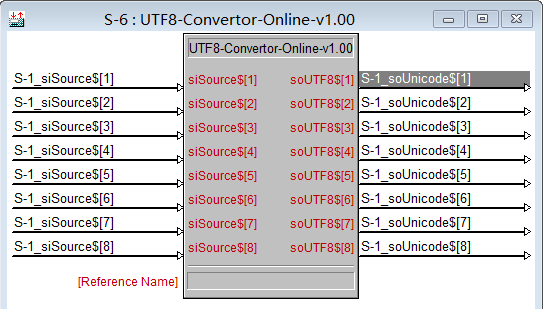 S-6 : UTF8-Convertor-Online-v1.00
UTF8-Convertor-Online-v1.00
S-1_siSource$[1] siSource$[1] soUTF8$[1] S-1_soUnicode$[1]
S-1_siSource$[2] siSource$[2] soUTF8$[2] S-1_soUnicode$[2]
S-1_siSource$[3] siSource$[3] soUTF8$[3] S-1_soUnicode$[3]
S-1_siSource$[4] siSource$[4] soUTF8$[4] S-1_soUnicode$[4]
S-1_siSource$[5] siSource$[5] soUTF8$[5] S-1_soUnicode$[5]
S-1_siSource$[6] siSource$[6] soUTF8$[6] S-1_soUnicode$[6]
S-1_siSource$[7] siSource$[7] soUTF8$[7] S-1_soUnicode$[7]
S-1_siSource$[8] siSource$[8] soUTF8$[8] S-1_soUnicode$[8]
[Reference Name]